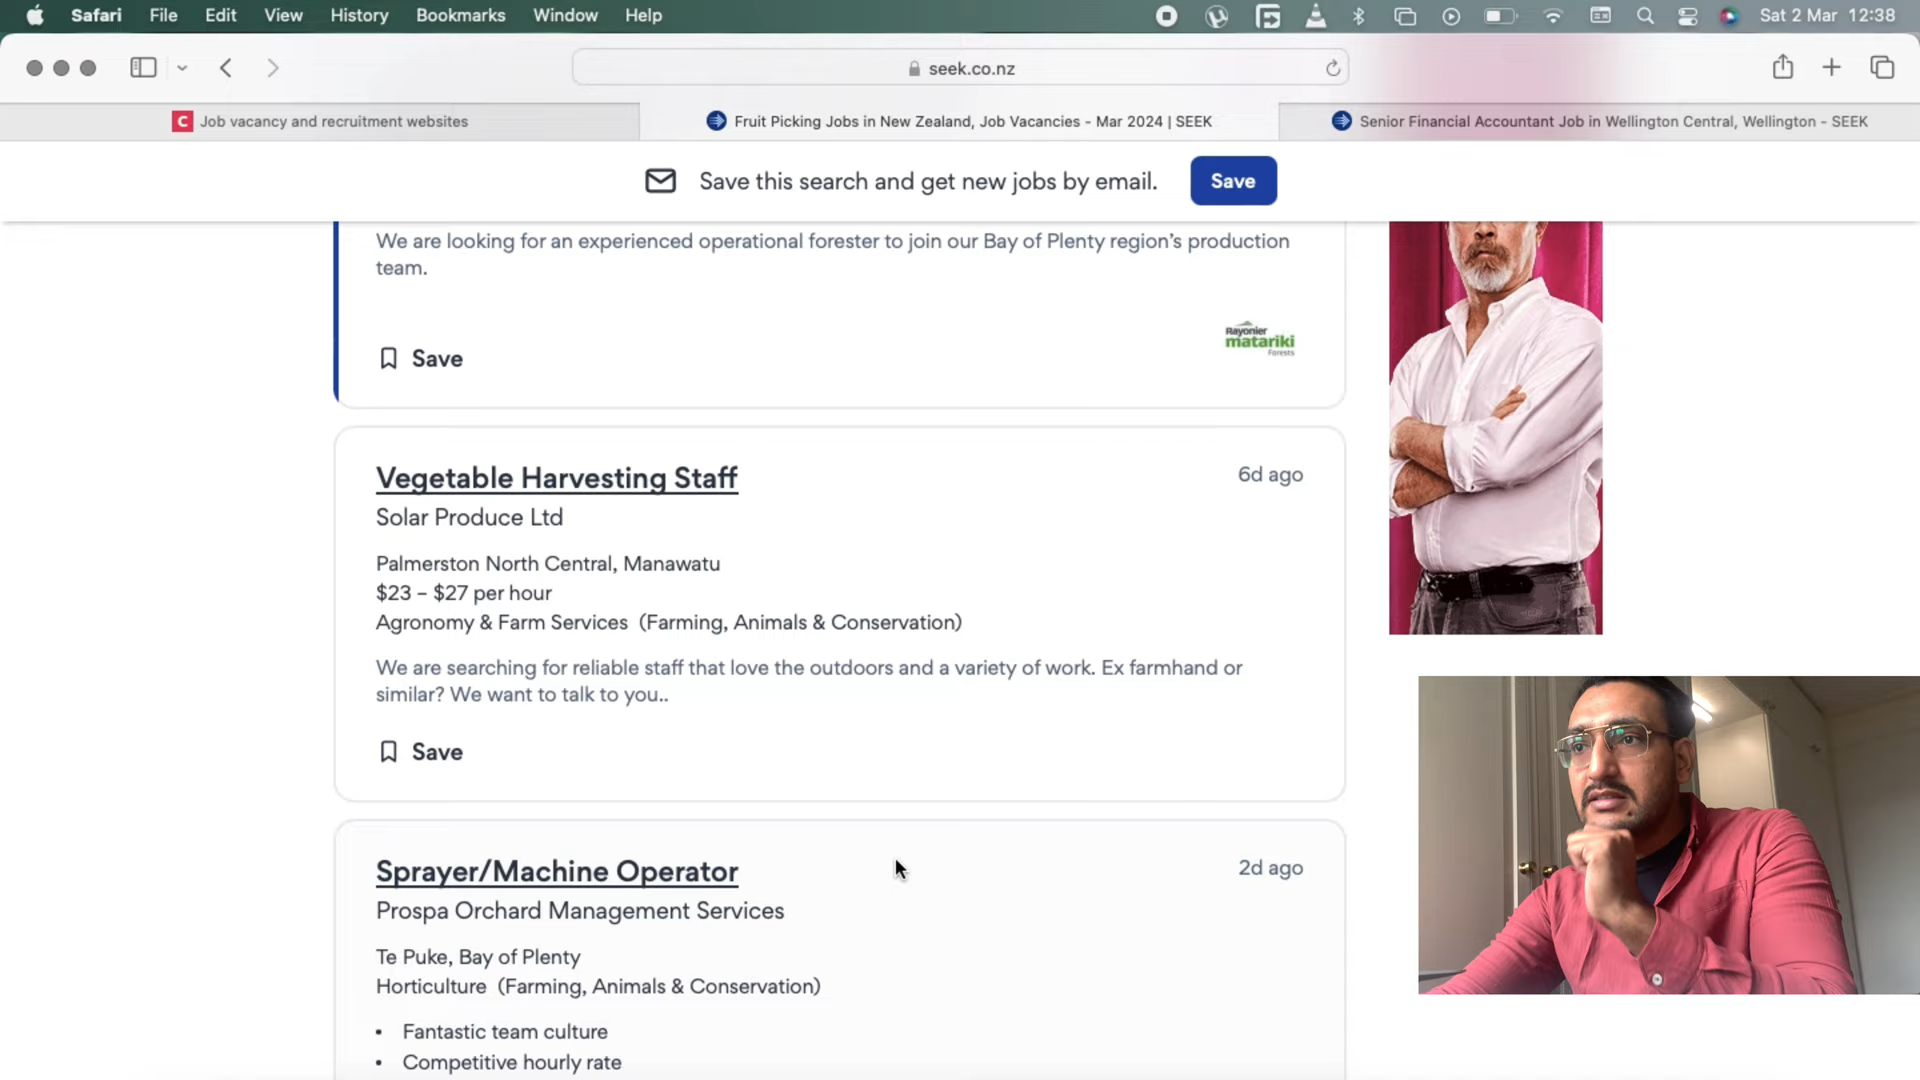 Safari File Edit View History Bookmarks Window Help Sat 2 Mar 12:38
seek.co.nz
C Job vacancy and recruitment websites
Fruit Picking Jobs in New Zealand, Job Vacancies - Mar 2024 | SEEK
Senior Financial Accountant Job in Wellington Central, Wellington - SEEK
Save this search and get new jobs by email. Save
We are looking for an experienced operational forester to join our Bay of Plenty region’s production
team.
Rayonier
matariki
Forests
Save
Vegetable Harvesting Staff 6d ago
Solar Produce Ltd
Palmerston North Central, Manawatu
$23 – $27 per hour
Agronomy & Farm Services (Farming, Animals & Conservation)
We are searching for reliable staff that love the outdoors and a variety of work. Ex farmhand or
similar? We want to talk to you..
Save
Sprayer/Machine Operator 2d ago
Prospa Orchard Management Services
Te Puke, Bay of Plenty
Horticulture (Farming, Animals & Conservation)
• Fantastic team culture
• Competitive hourly rate